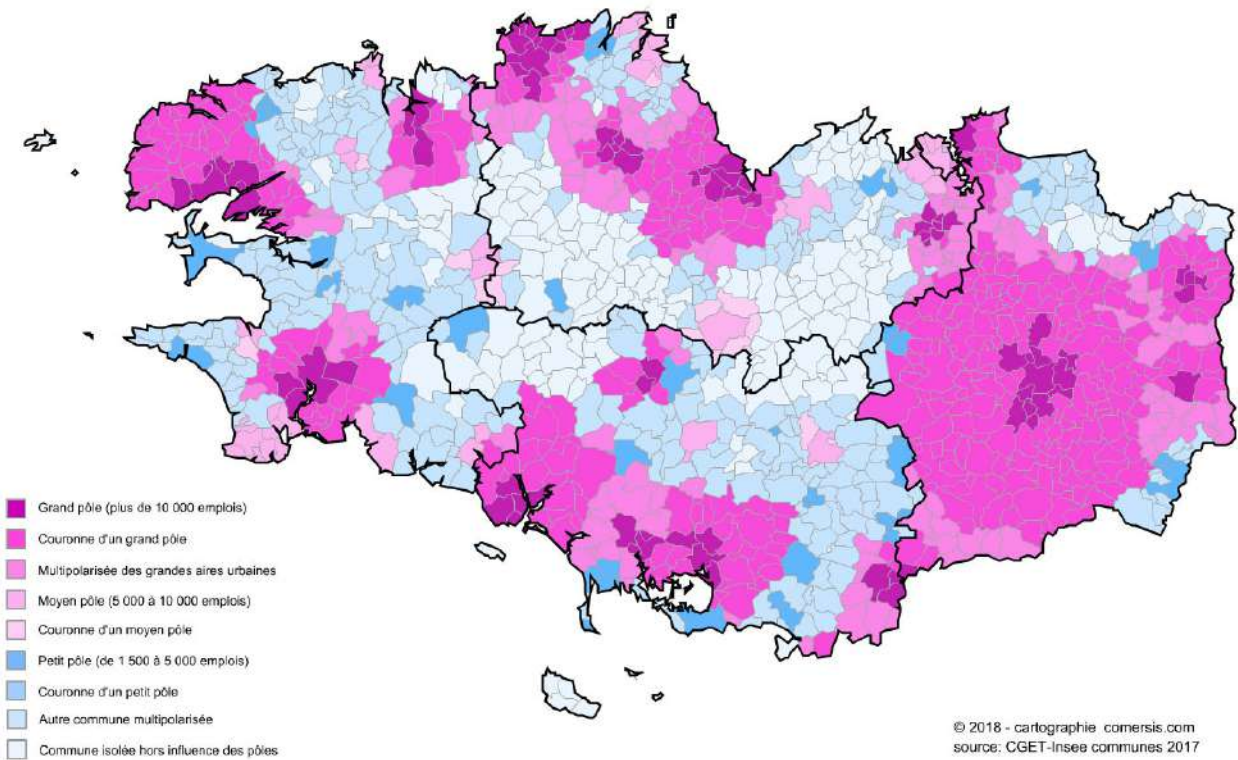 Grand pôle (plus de 10 000 emplois)
Couronne d'un grand pôle
Multipolarisée des grandes aires urbaines
Moyen pôle (5 000 à 10 000 emplois)
Couronne d'un moyen pôle
Petit pôle (de 1 500 à 5 000 emplois)
Couronne d'un petit pôle
Autre commune multipolarisée
Commune isolée hors influence des pôles
© 2018 - cartographie comersis.com
source: CGET-Insee communes 2017